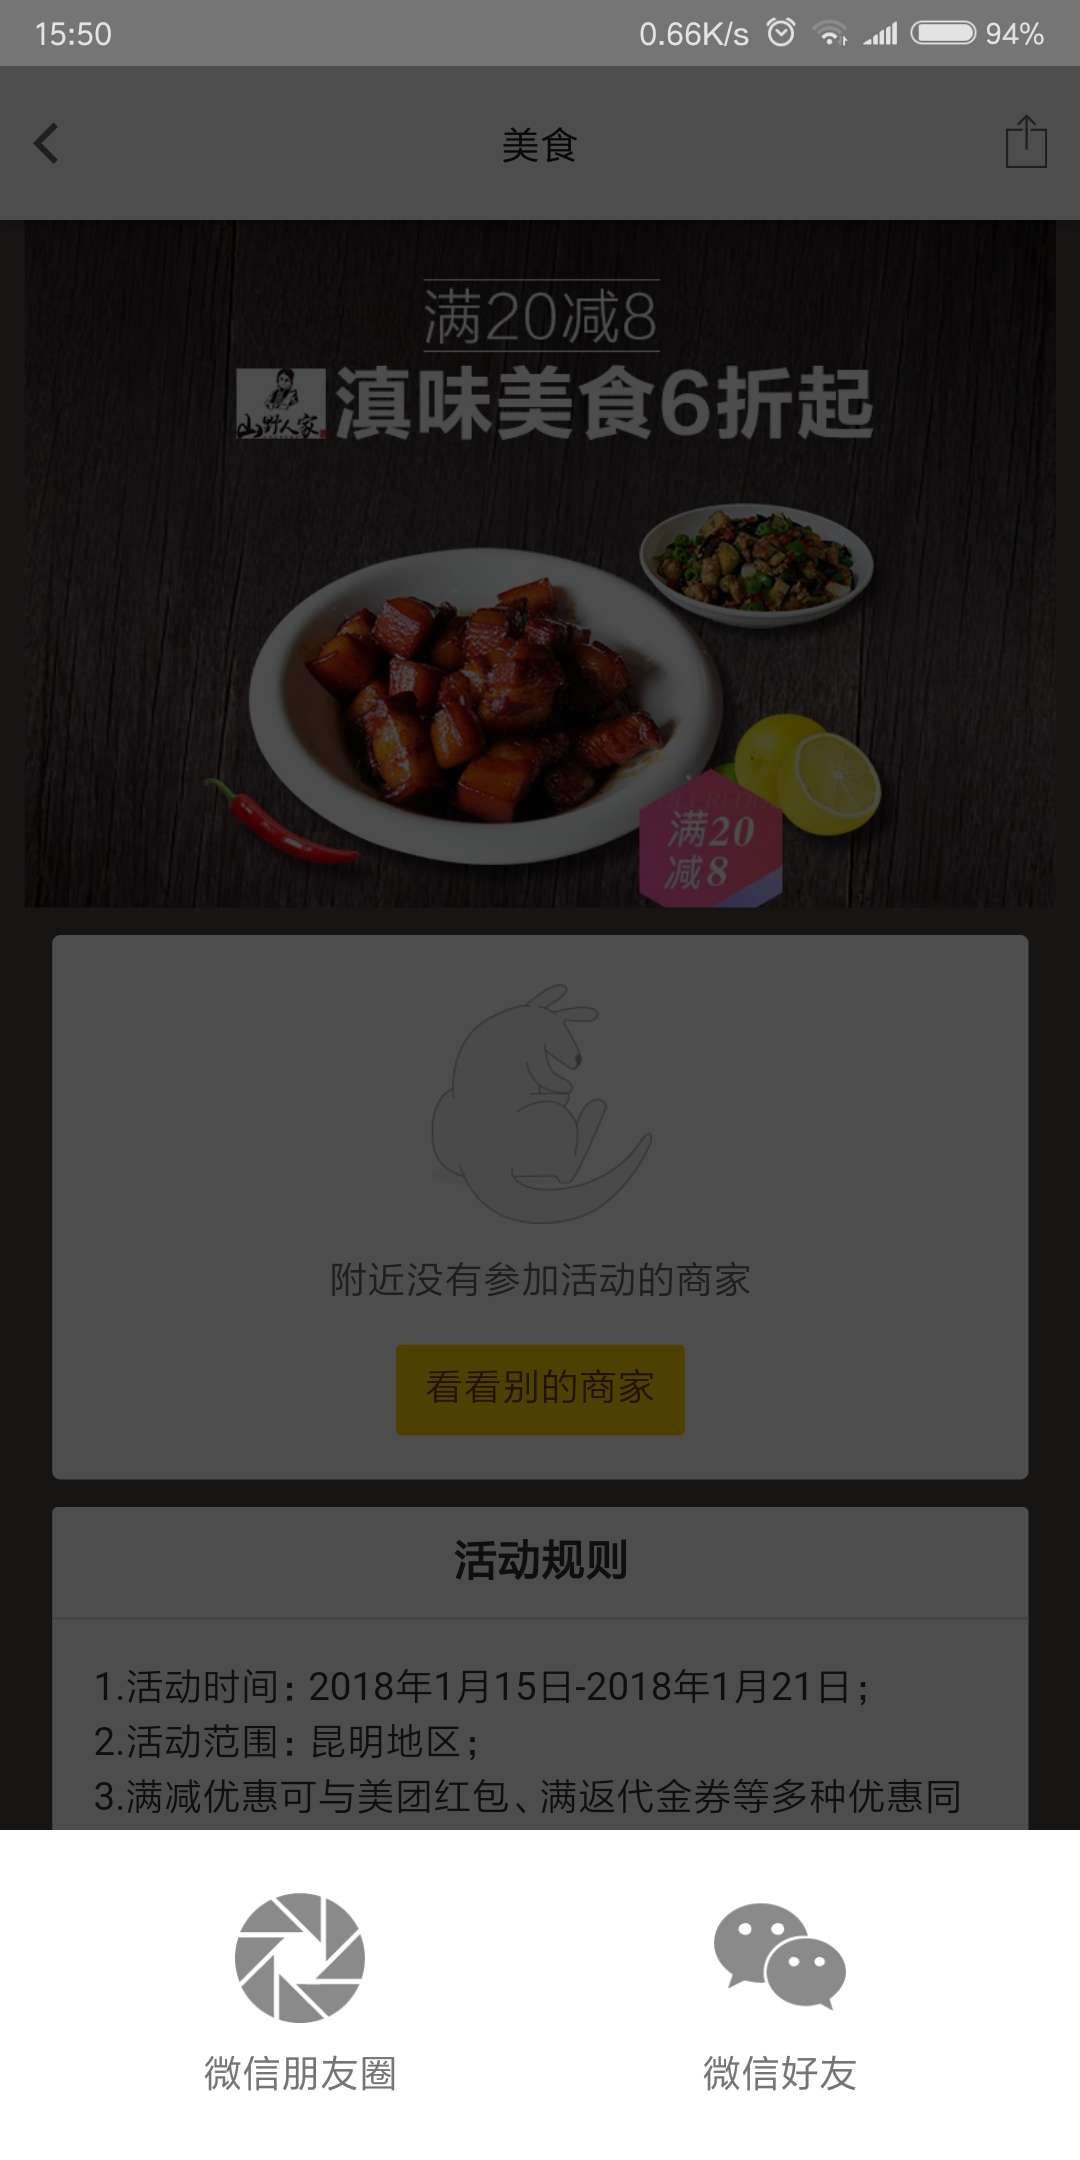 15:50 0.66K/s 94%
美食
满20减8
山野人家 滇味美食6折起
满20
减8
附近没有参加活动的商家
看看别的商家
活动规则
1.活动时间：2018年1月15日-2018年1月21日；
2.活动范围：昆明地区；
3.满减优惠可与美团红包、满返代金券等多种优惠同
微信朋友圈 微信好友